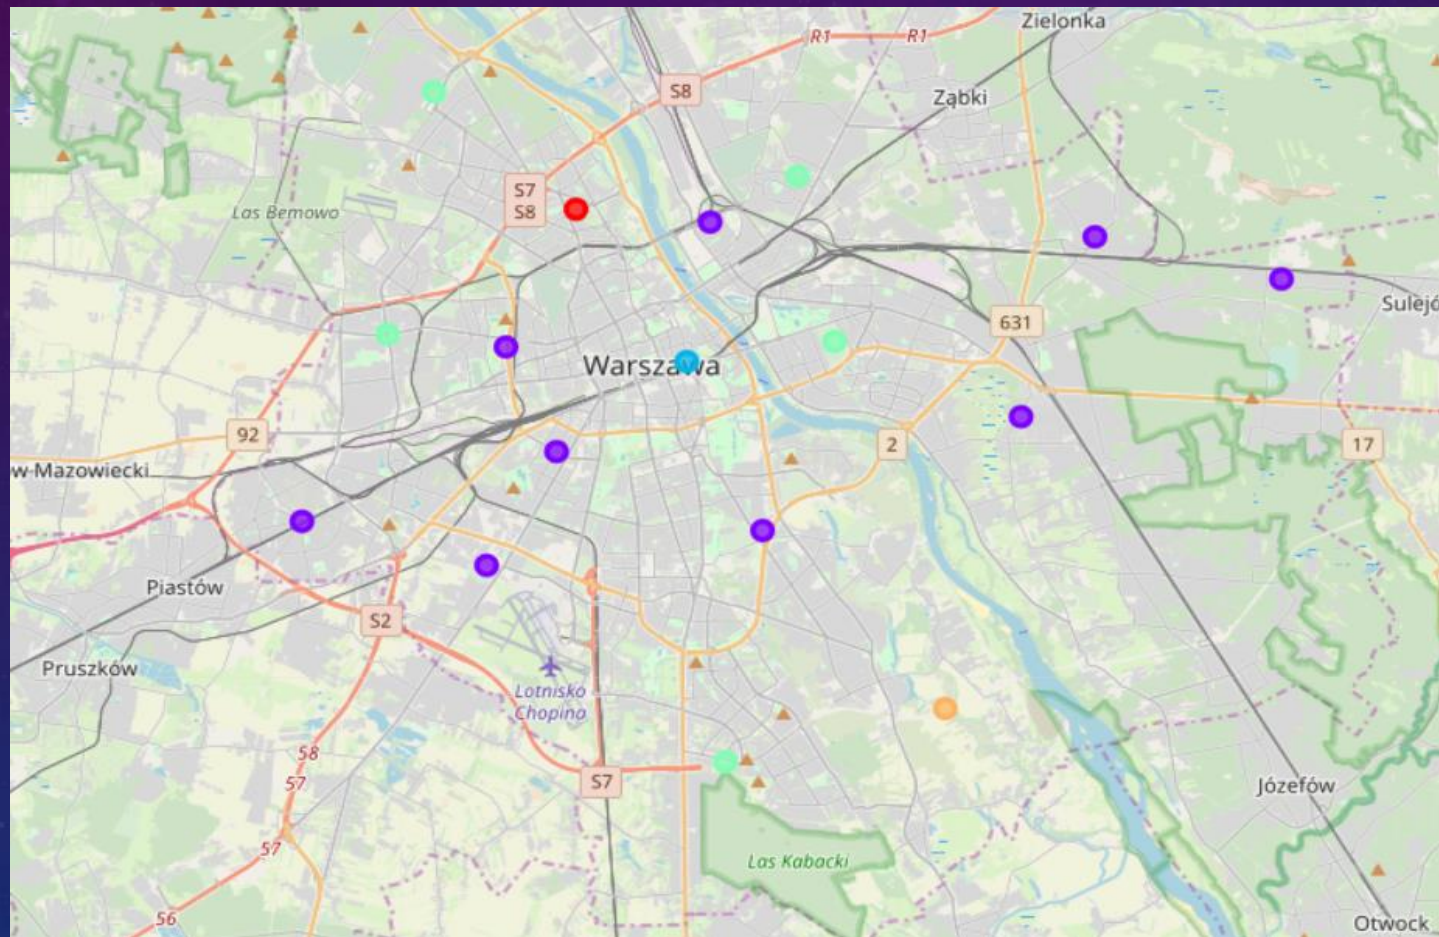 Zielonka
R1
R1
S8
Ząbki
S7
S8
Las Bemowo
Sulejó
631
Warszawa
92
2
17
w Mazowiecki
Piastów
S2
Pruszków
Lotnisko
Chopina
58
57
S7
Józefów
57
Las Kabacki
56
Otwock